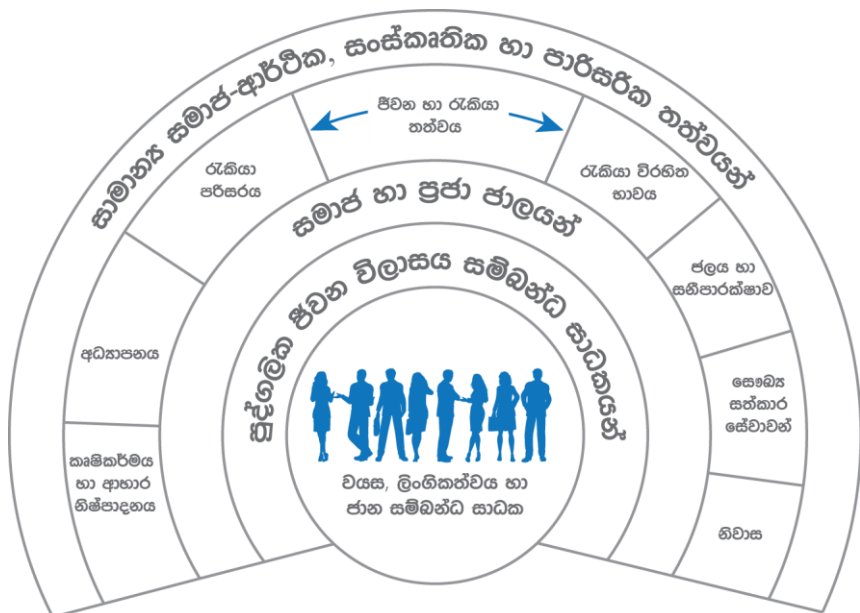 සාමාන්‍ය සමාජ-ආර්ථික, සංස්කෘතික හා පාරිසරික තත්වයන්
ජීවන හා රැකියා
තත්වය
රැකියා
පරිසරය
රැකියා විරහිත
භාවය
සමාජ හා ප්‍රජා ජාලයන්
ජලය හා
සනීපාරක්ෂාව
පුද්ගලික ජීවන විලාසය සම්බන්ධ සාධකයන්
අධ්‍යාපනය
සෞඛ්‍ය
සත්කාර
සේවාවන්
කෘෂිකර්මය
හා ආහාර
නිෂ්පාදනය
වයස, ලිංගිකත්වය හා
ජාන සම්බන්ධ සාධක
නිවාස